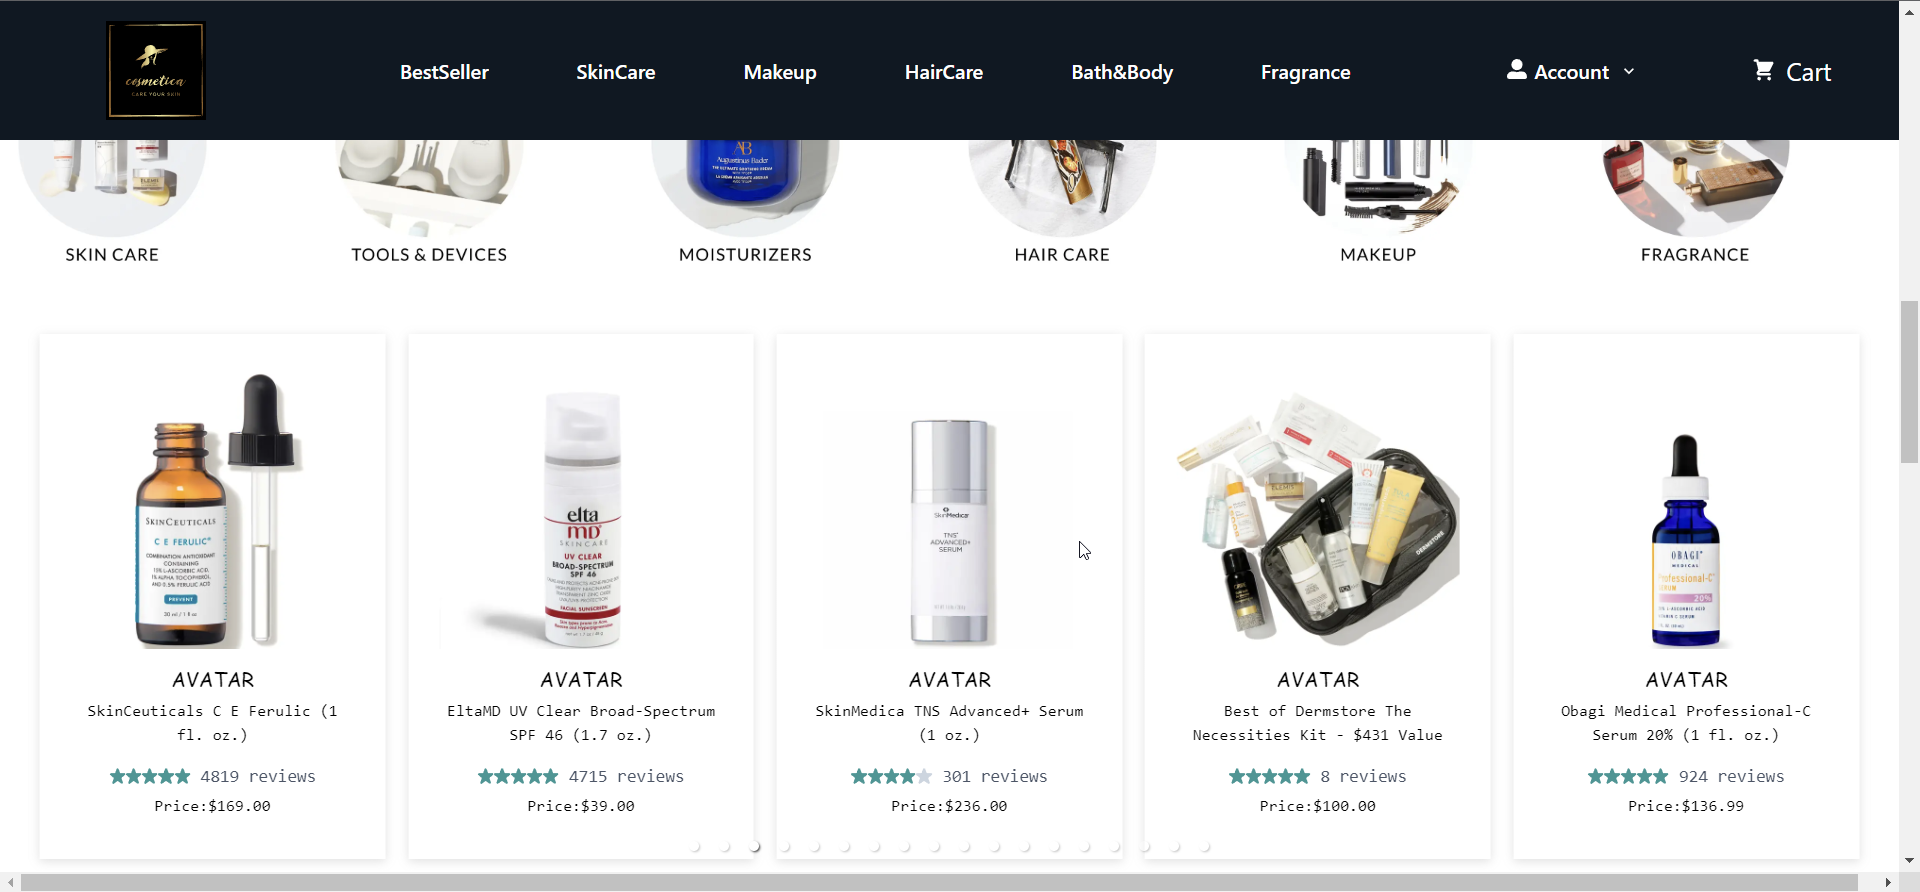 cosmetica
CARE YOUR SKIN
BestSeller
SkinCare
Makeup
HairCare
Bath&Body
Fragrance
Account
Cart
AB
Augustinus Bader
SKIN CARE
TOOLS & DEVICES
MOISTURIZERS
HAIR CARE
MAKEUP
FRAGRANCE
SKINCEUTICALS
C E FERULIC®
COMBINATION ANTIOXIDANT
CONTAINING
15% L-ASCORBIC ACID,
1% ALPHA TOCOPHEROL,
AND 0.5% FERULIC ACID
PREVENT
30 ml / 1 fl oz
AVATAR
SkinCeuticals C E Ferulic (1
fl. oz.)
4819 reviews
Price:$169.00
elta
MD®
SKINCARE
UV CLEAR
BROAD-SPECTRUM
SPF 46
FACIAL SUNSCREEN
AVATAR
EltaMD UV Clear Broad-Spectrum
SPF 46 (1.7 oz.)
4715 reviews
Price:$39.00
SkinMedica
TNS
ADVANCED+
SERUM
AVATAR
SkinMedica TNS Advanced+ Serum
(1 oz.)
301 reviews
Price:$236.00
ELEMIS
DERMSTORE
AVATAR
Best of Dermstore The
Necessities Kit - $431 Value
8 reviews
Price:$100.00
OBAGI
MEDICAL
Professional-C
SERUM
20%
AVATAR
Obagi Medical Professional-C
Serum 20% (1 fl. oz.)
924 reviews
Price:$136.99